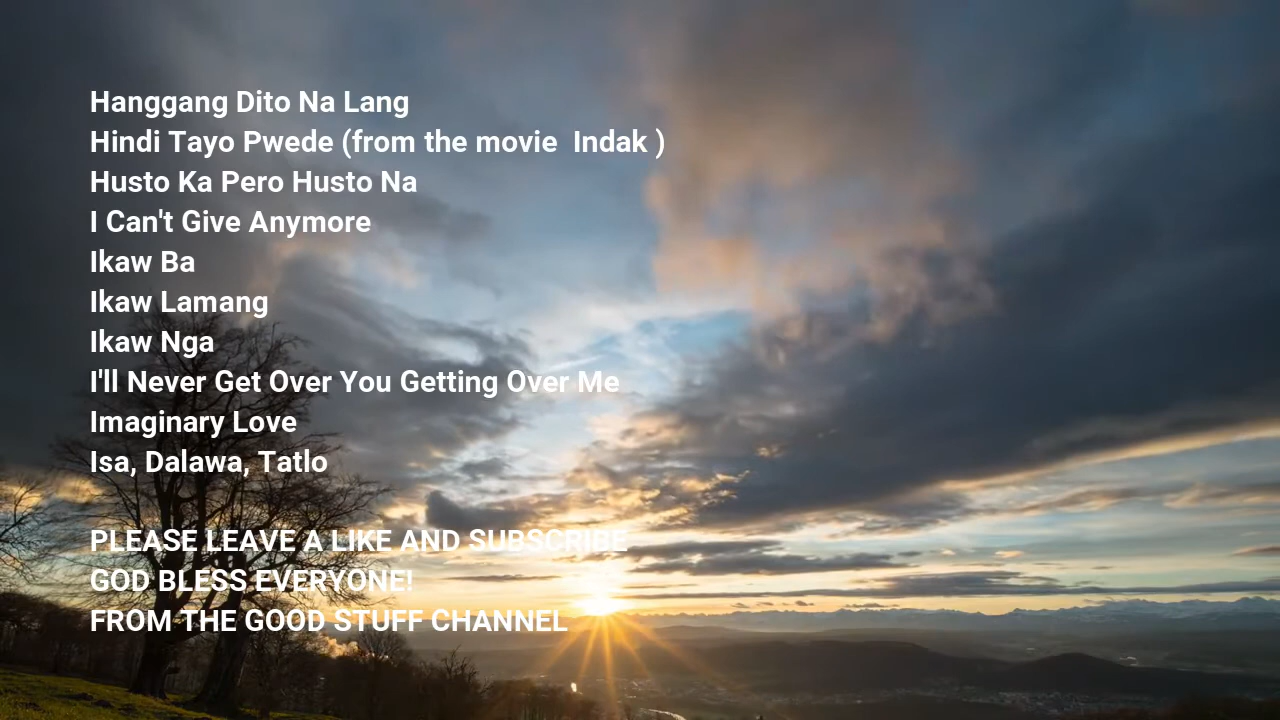 Hanggang Dito Na Lang
Hindi Tayo Pwede (from the movie  Indak )
Husto Ka Pero Husto Na
I Can't Give Anymore
Ikaw Ba
Ikaw Lamang
Ikaw Nga
I'll Never Get Over You Getting Over Me
Imaginary Love
Isa, Dalawa, Tatlo

PLEASE LEAVE A LIKE AND SUBSCRIBE
GOD BLESS EVERYONE!
FROM THE GOOD STUFF CHANNEL